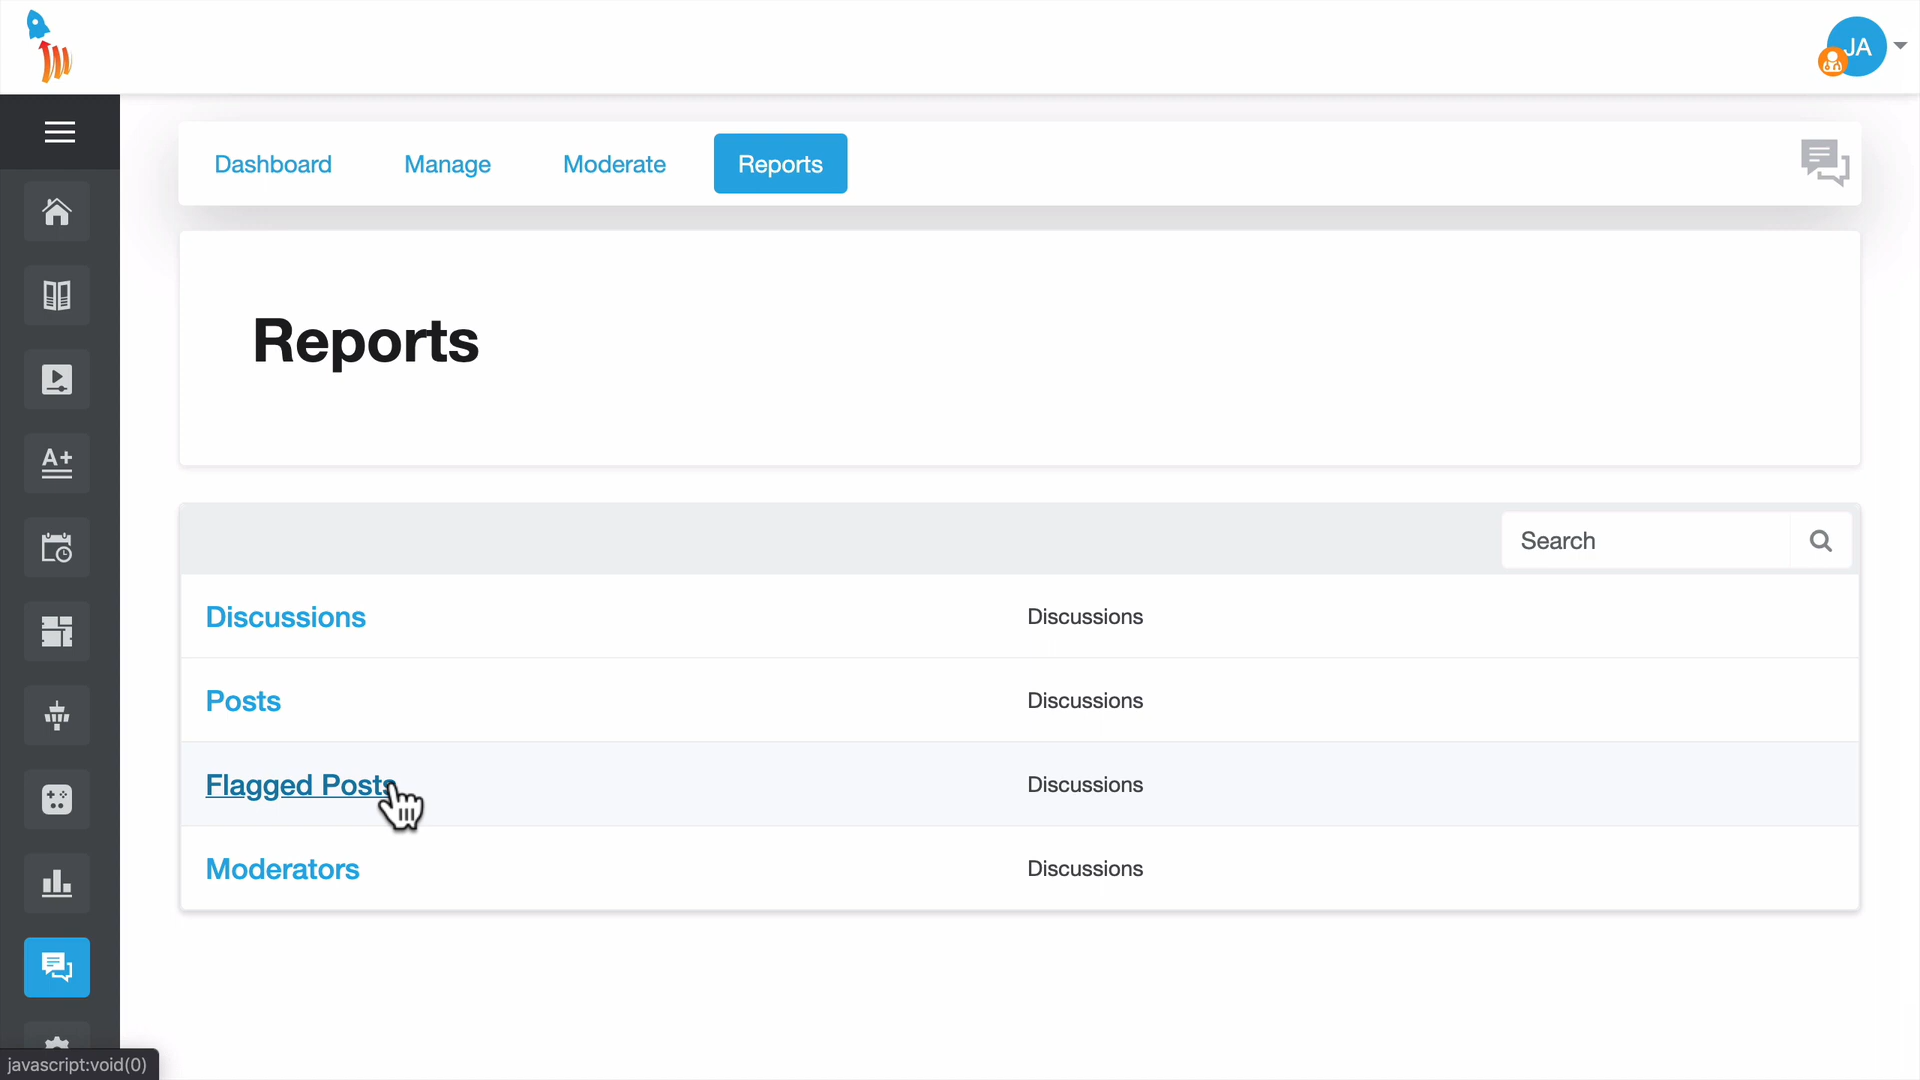 JA
Dashboard Manage Moderate Reports
Reports
Search
Discussions Discussions
Posts Discussions
Flagged Posts Discussions
Moderators Discussions
A+
javascript:void(0)